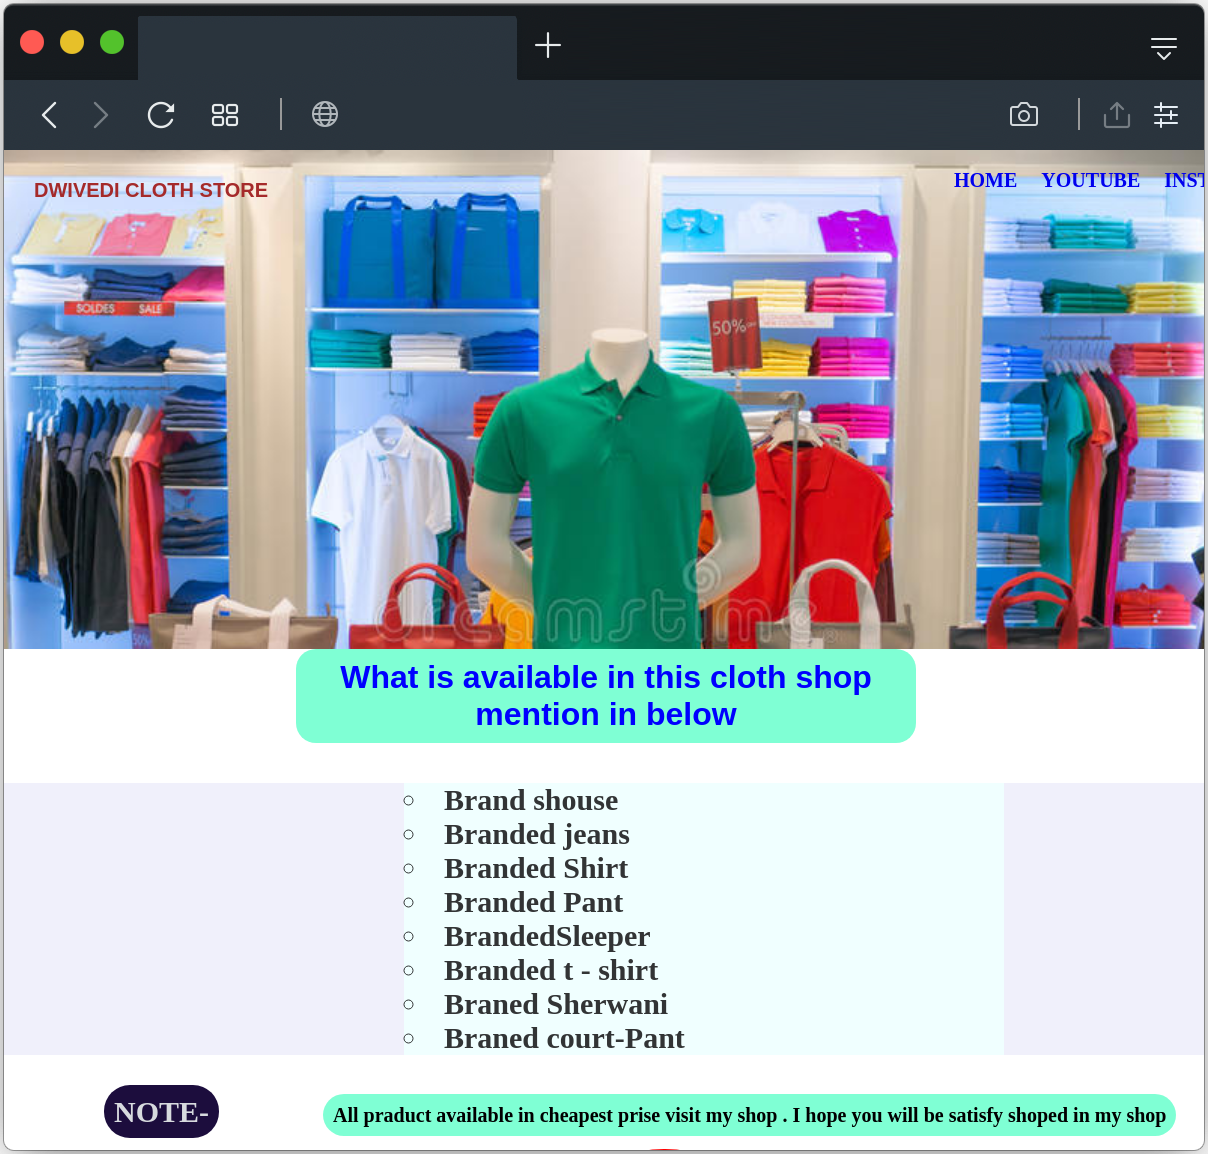 DWIVEDI CLOTH STORE
HOME YOUTUBE INST
SOLDES SALE
50% OFF
dreamstime®
What is available in this cloth shop
mention in below
Brand shouse
Branded jeans
Branded Shirt
Branded Pant
BrandedSleeper
Branded t - shirt
Braned Sherwani
Braned court-Pant
NOTE-
All product available in cheapest prise visit my shop . I hope you will be satisfy shoped in my shop